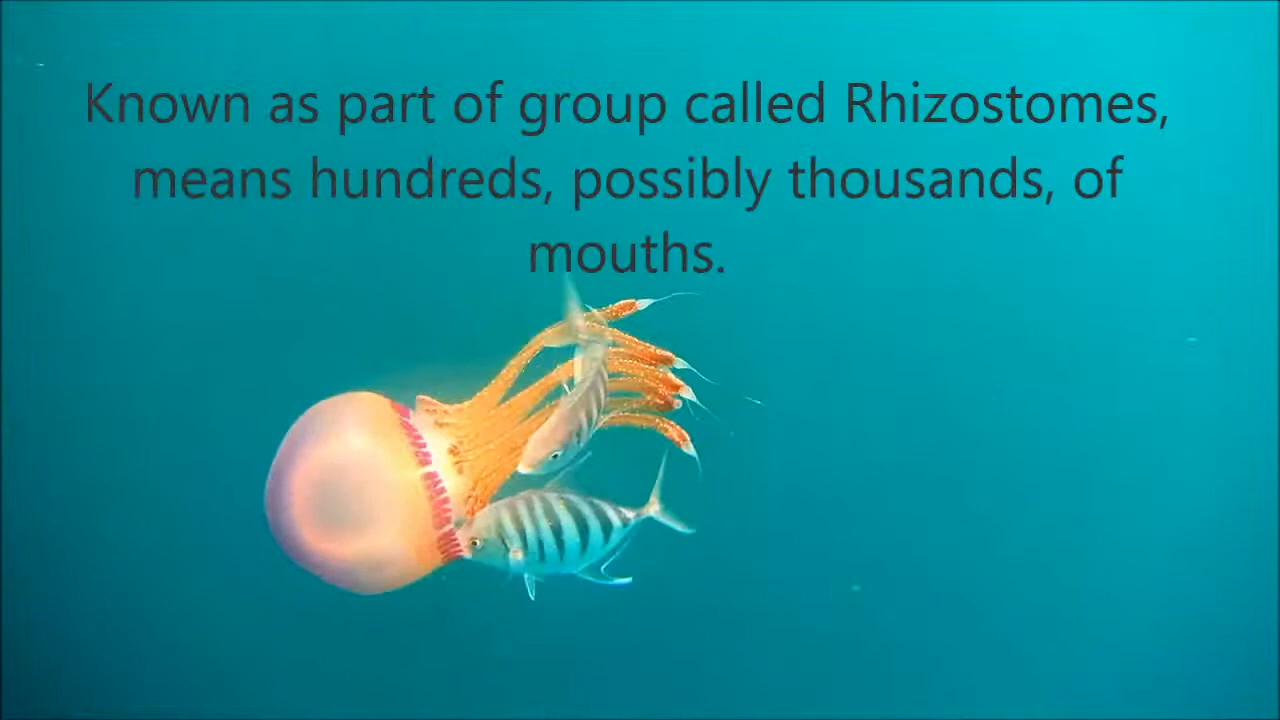 Known as part of group called Rhizostomes,
means hundreds, possibly thousands, of
mouths.